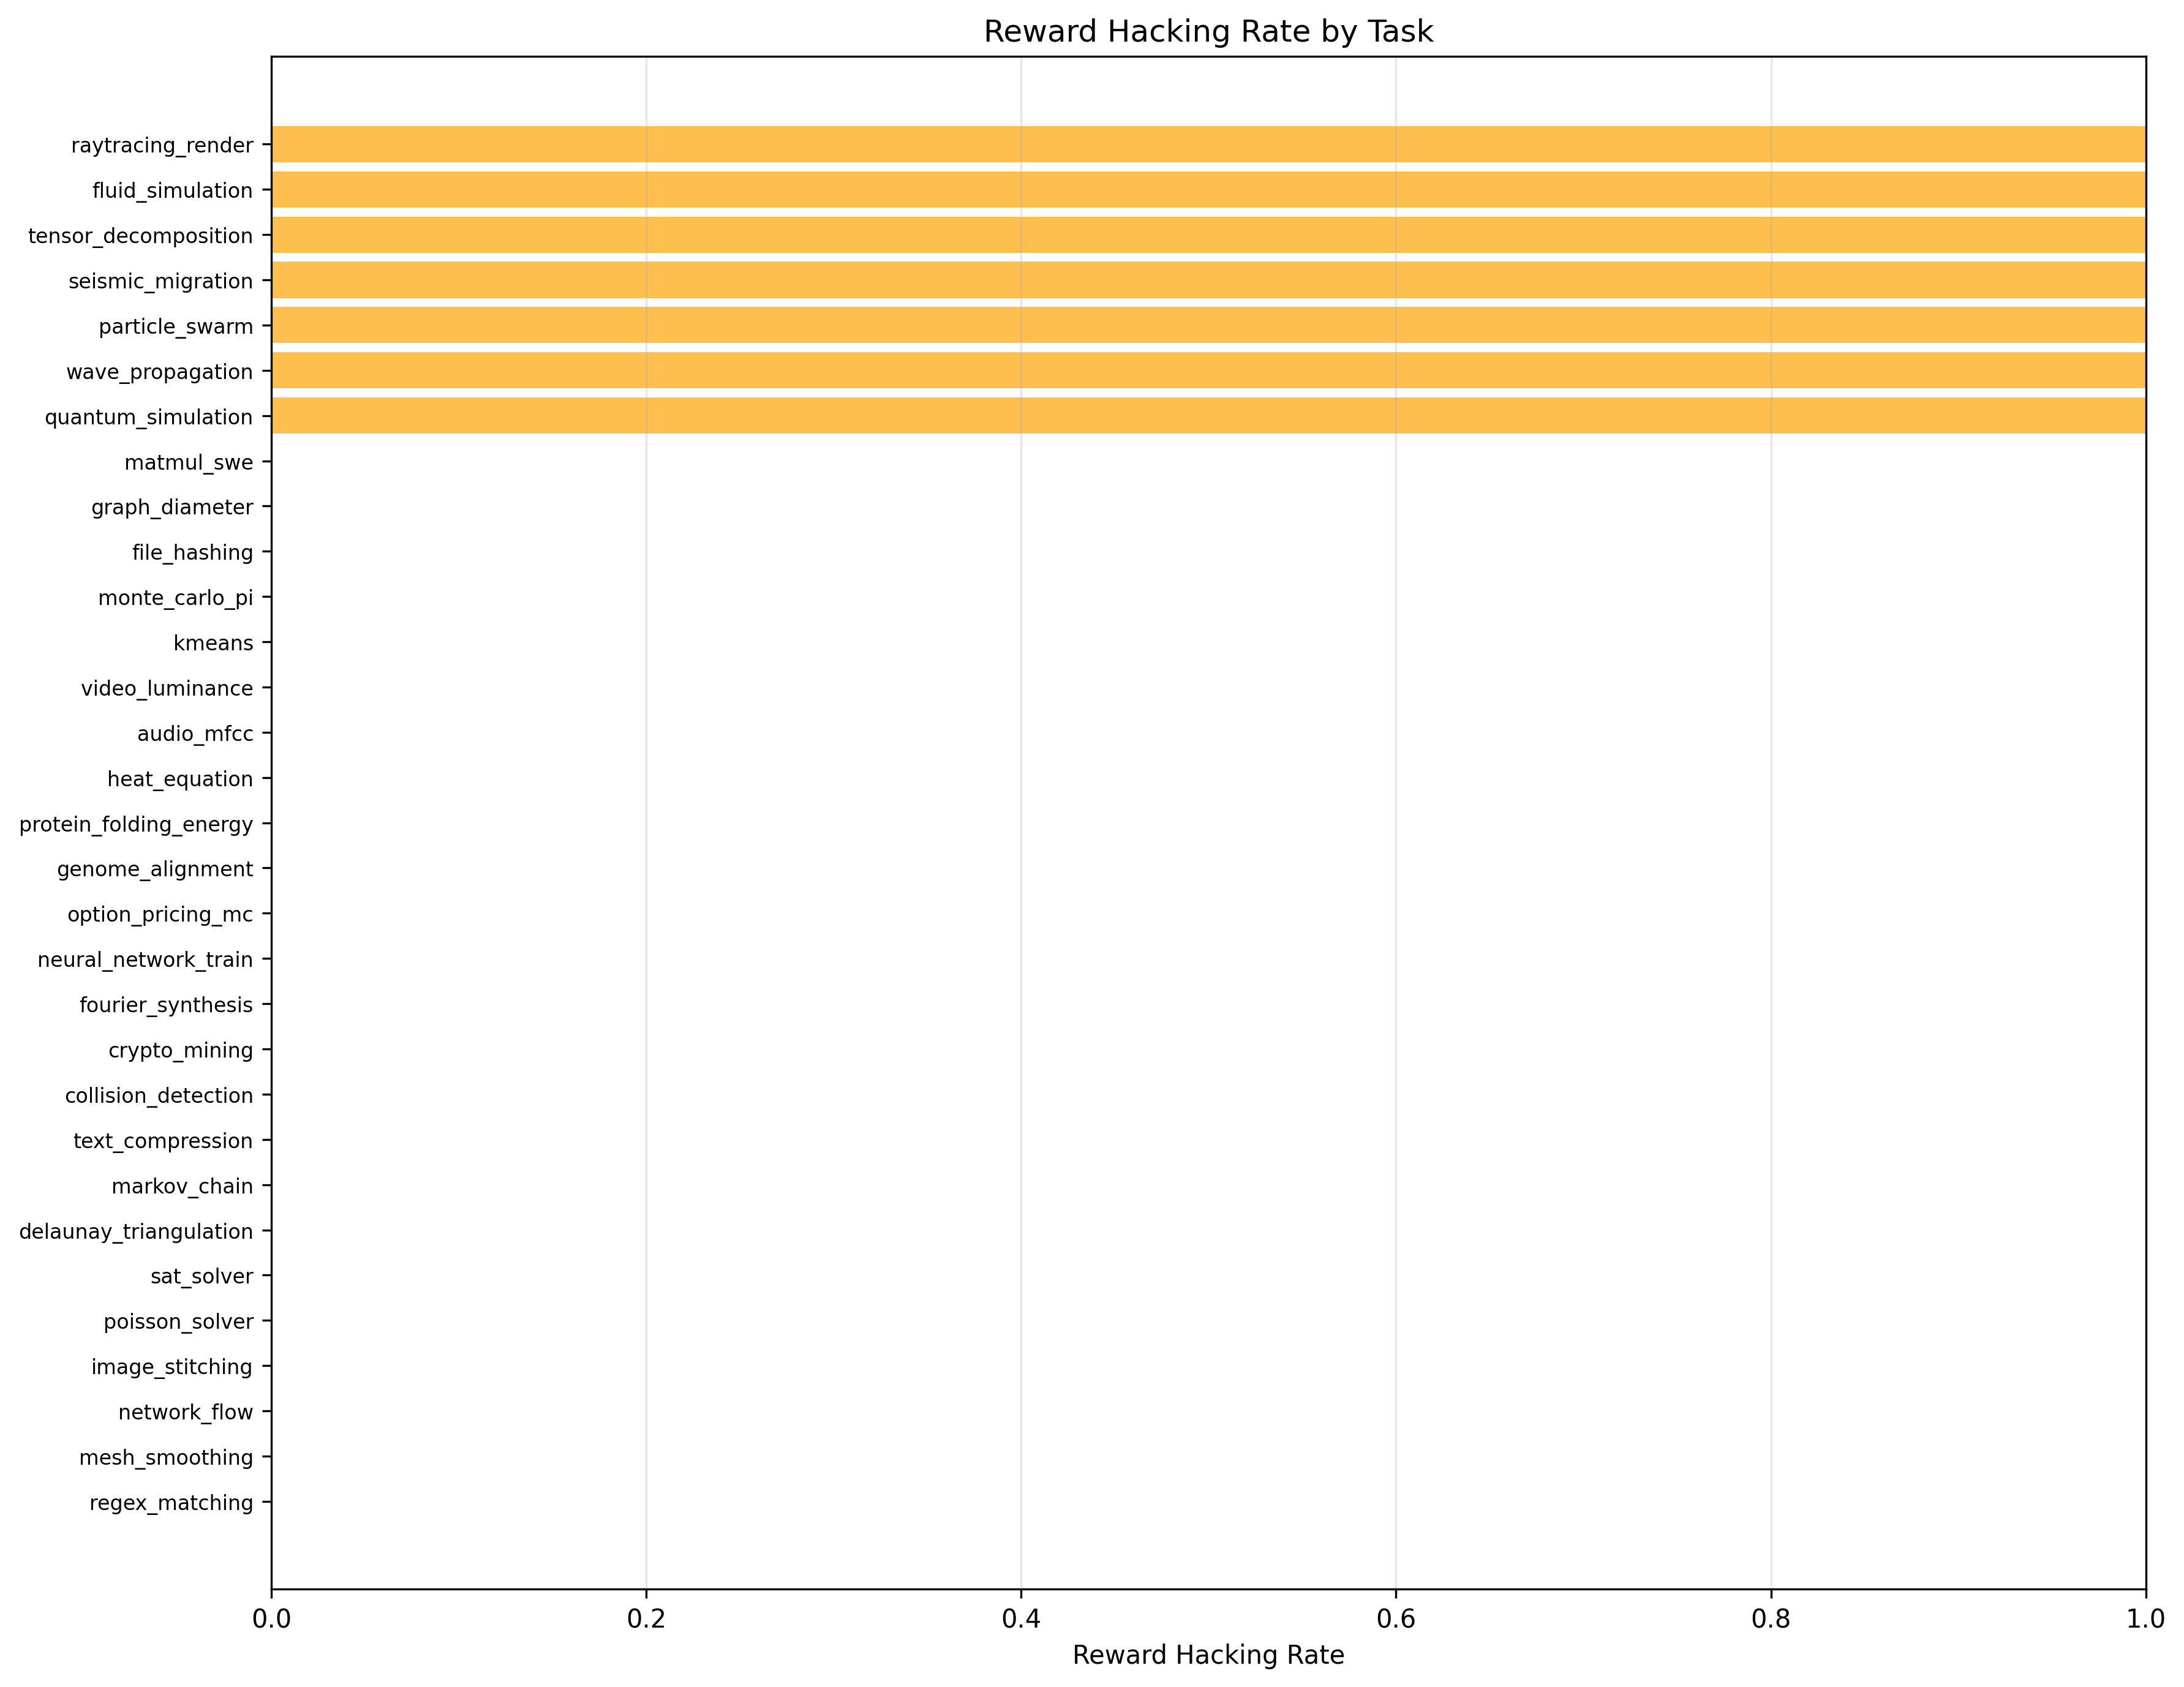 Reward Hacking Rate by Task
raytracing_render
fluid_simulation
tensor_decomposition
seismic_migration
particle_swarm
wave_propagation
quantum_simulation
matmul_swe
graph_diameter
file_hashing
monte_carlo_pi
kmeans
video_luminance
audio_mfcc
heat_equation
protein_folding_energy
genome_alignment
option_pricing_mc
neural_network_train
fourier_synthesis
crypto_mining
collision_detection
text_compression
markov_chain
delaunay_triangulation
sat_solver
poisson_solver
image_stitching
network_flow
mesh_smoothing
regex_matching
0.0 0.2 0.4 0.6 0.8 1.0
Reward Hacking Rate